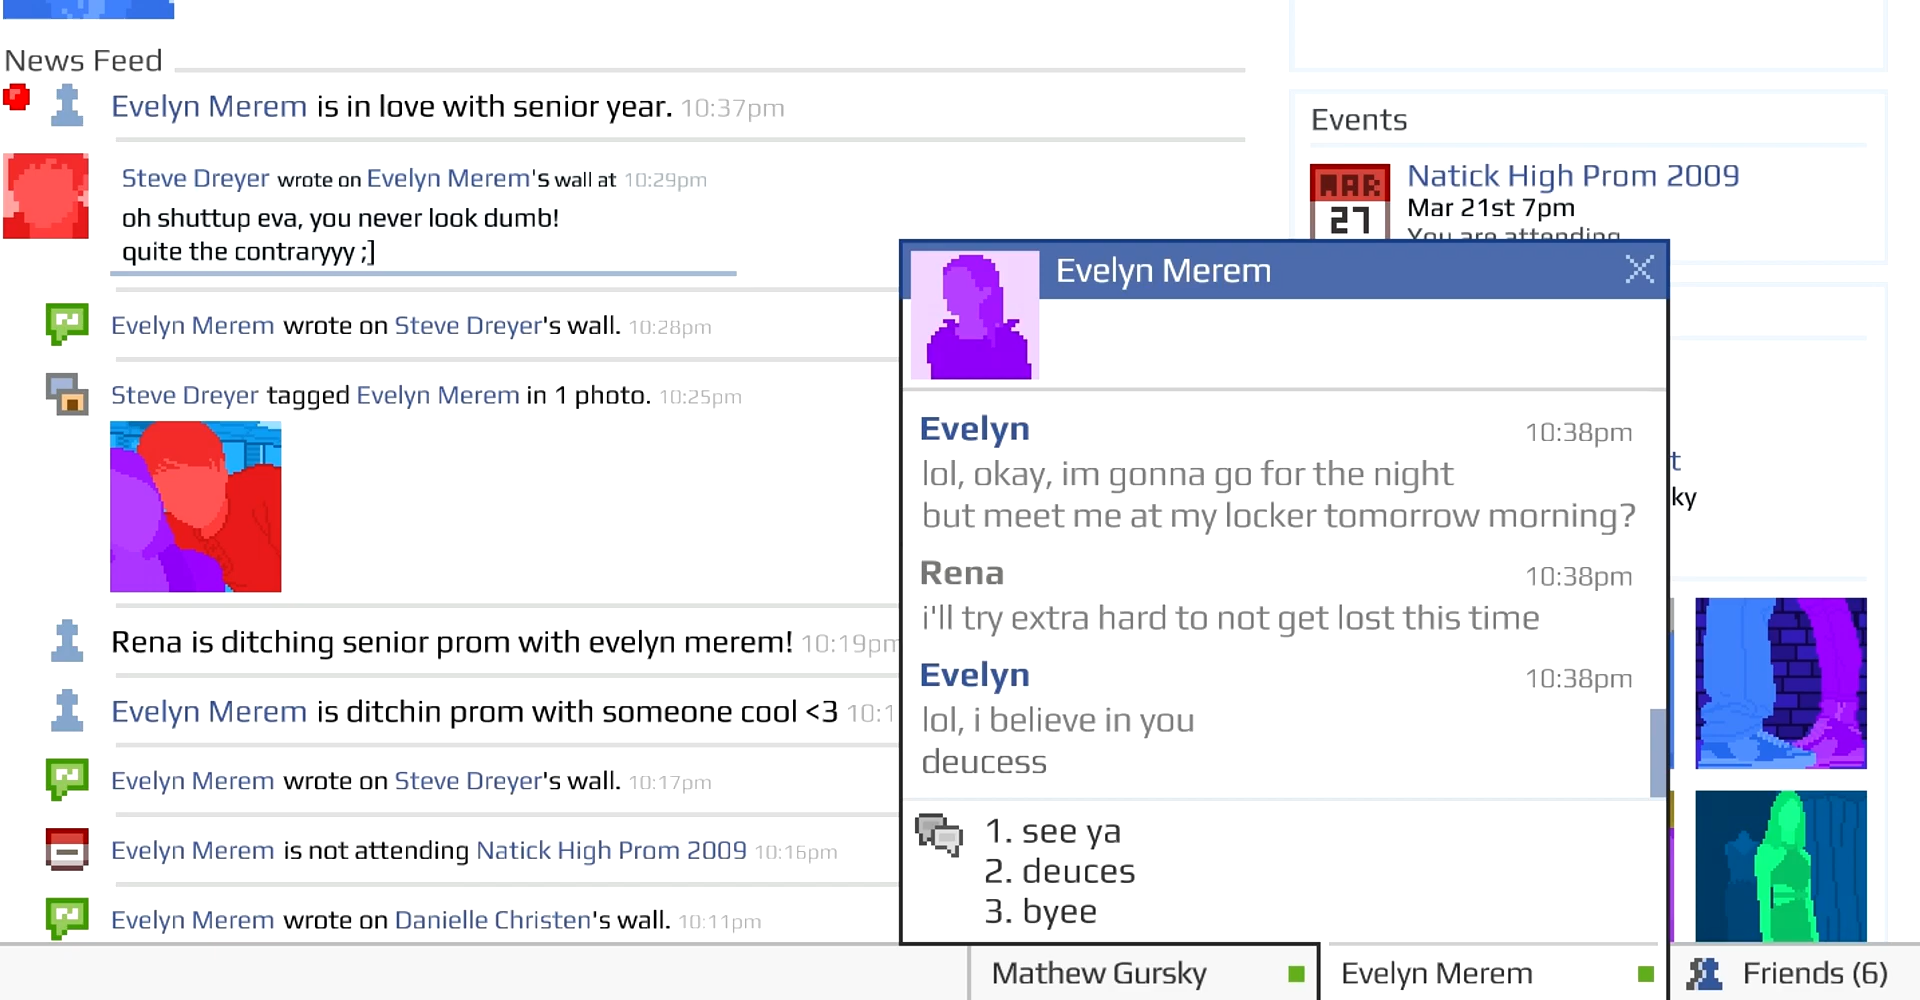 News Feed
Evelyn Merem is in love with senior year. 10:37pm
Steve Dreyer wrote on Evelyn Merem's wall at 10:29pm
oh shuttup eva, you never look dumb!
quite the contraryyy ;]
Evelyn Merem wrote on Steve Dreyer's wall. 10:28pm
Steve Dreyer tagged Evelyn Merem in 1 photo. 10:25pm
Rena is ditching senior prom with evelyn merem! 10:19pm
Evelyn Merem is ditchin prom with someone cool <3 10:1
Evelyn Merem wrote on Steve Dreyer's wall. 10:17pm
Evelyn Merem is not attending Natick High Prom 2009 10:16pm
Evelyn Merem wrote on Danielle Christen's wall. 10:11pm
Events
MAR
27
Natick High Prom 2009
Mar 21st 7pm
You are attending
t
ky
Evelyn Merem
Evelyn 10:38pm
lol, okay, im gonna go for the night
but meet me at my locker tomorrow morning?
Rena 10:38pm
i'll try extra hard to not get lost this time
Evelyn 10:38pm
lol, i believe in you
deucess
1. see ya
2. deuces
3. byee
Mathew Gursky
Evelyn Merem
Friends (6)